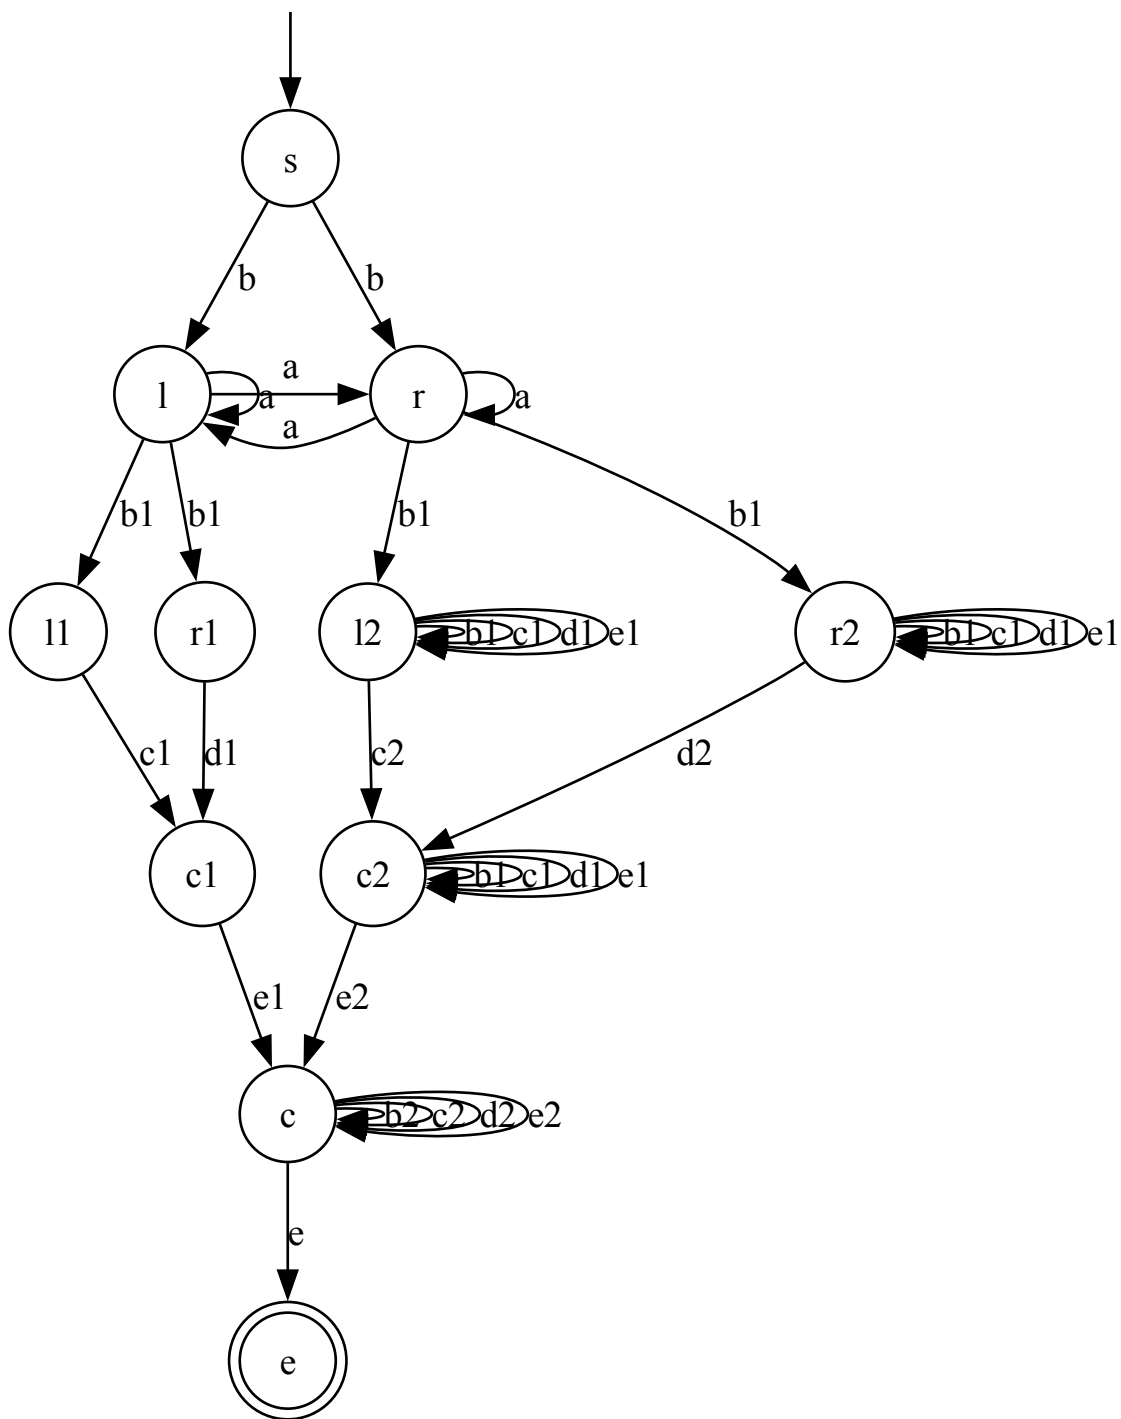 s
b b
a
l a r a
a
b1 b1 b1 b1
l1 r1 l2 b1 c1 d1 e1 r2 b1 c1 d1 e1
c1 d1 c2 d2
c1 c2 b1 c1 d1 e1
e1 e2
c b2 c2 d2 e2
e
e